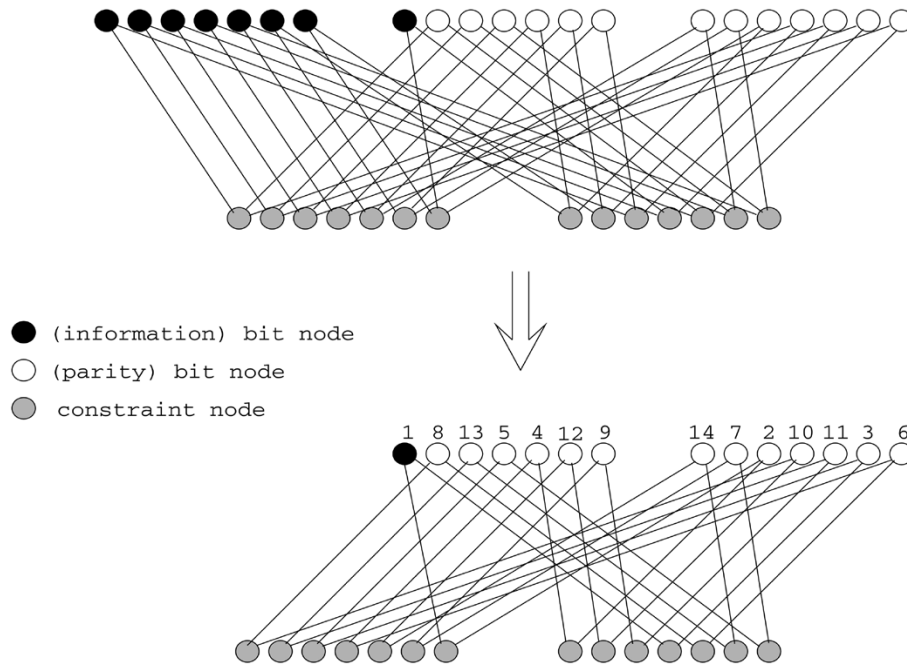 (information) bit node
(parity) bit node
constraint node
1 8 13 5 4 12 9 14 7 2 10 11 3 6